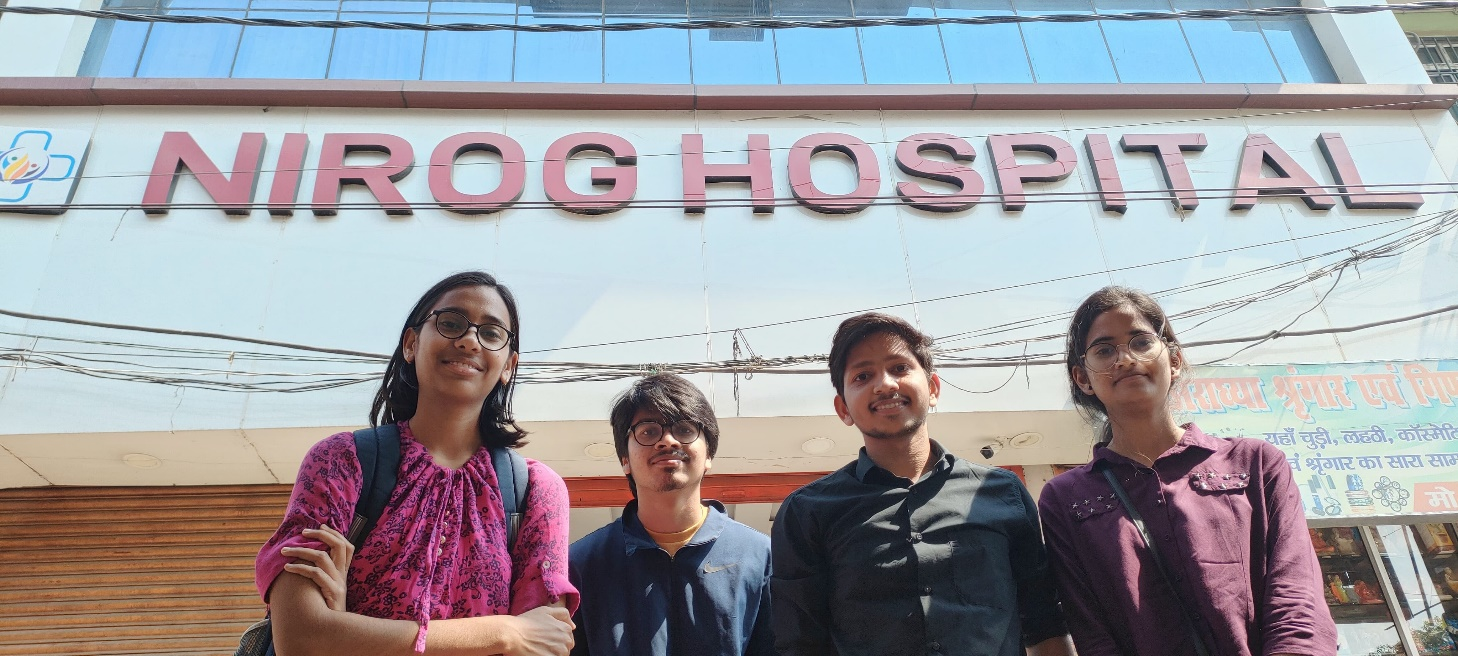 NIROG HOSPITAL
श्रृंगार एवं
यहाँ चुड़ी, लहठी,
श्रृंगार का सारा